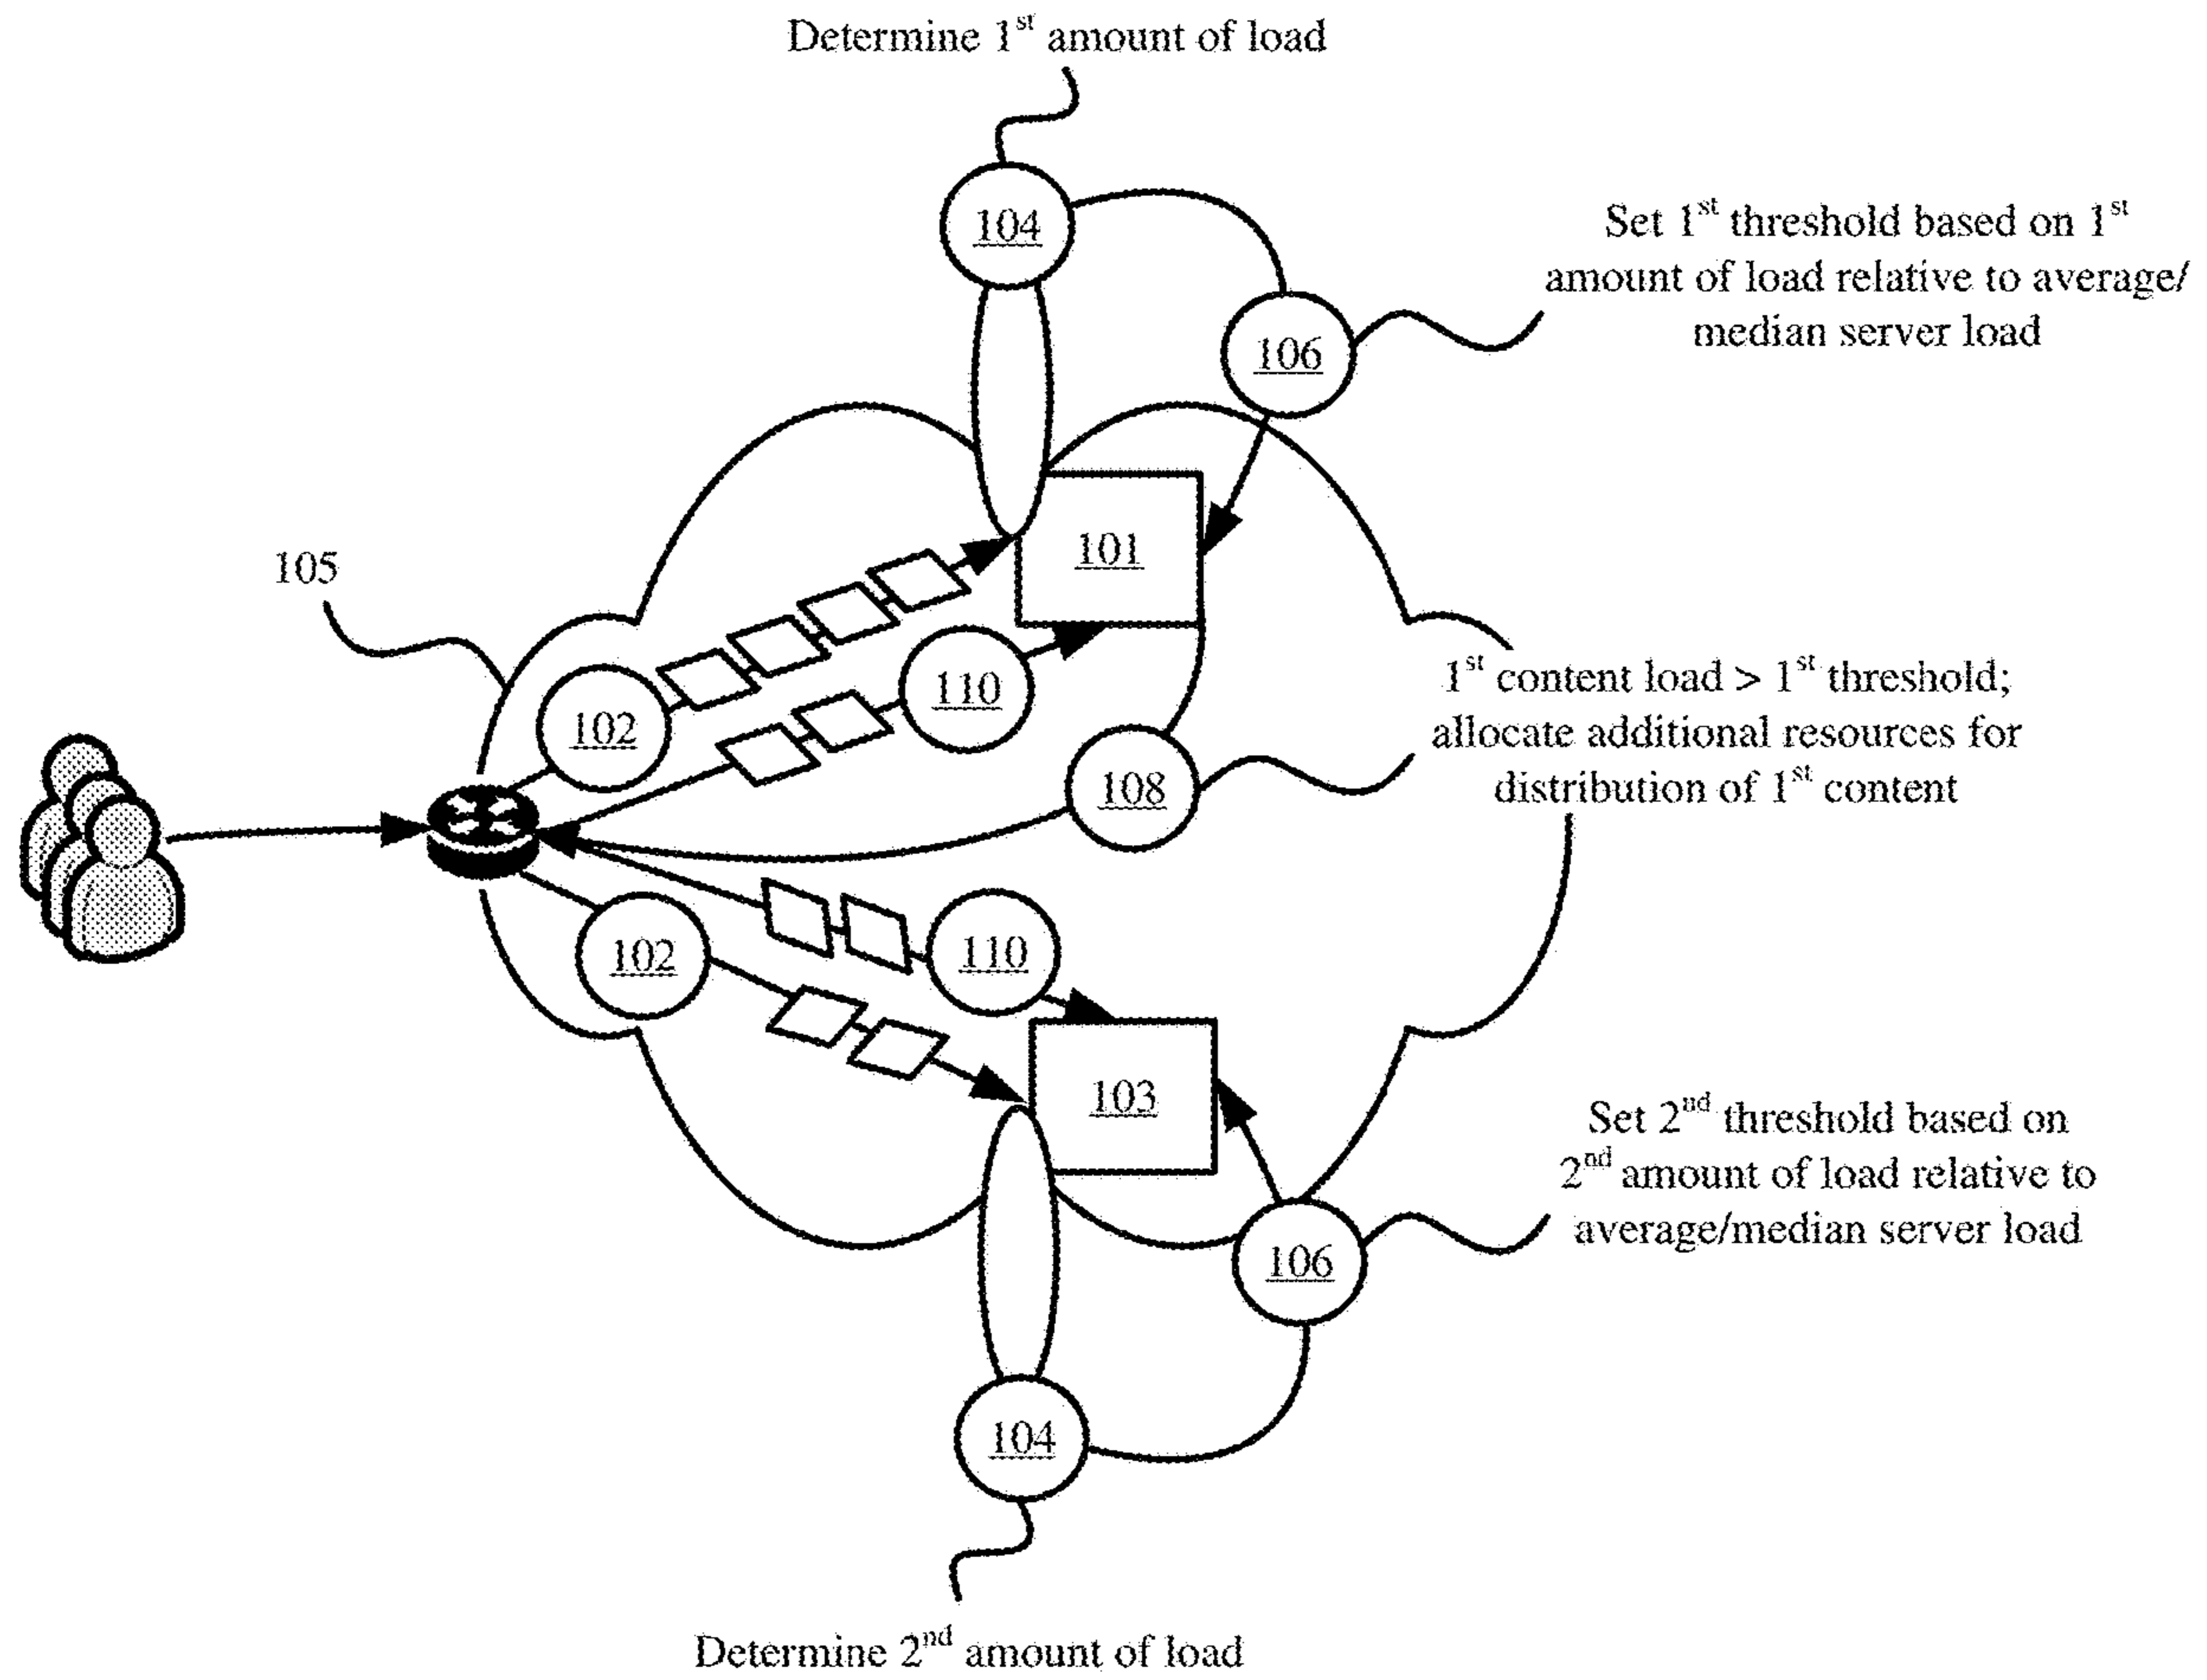 Determine 1st amount of load
104
Set 1st threshold based on 1st
amount of load relative to average/
median server load
106
101
105
110
1st content load > 1st threshold;
allocate additional resources for
distribution of 1st content
102
108
102
110
103
Set 2nd threshold based on
2nd amount of load relative to
average/median server load
106
104
Determine 2nd amount of load